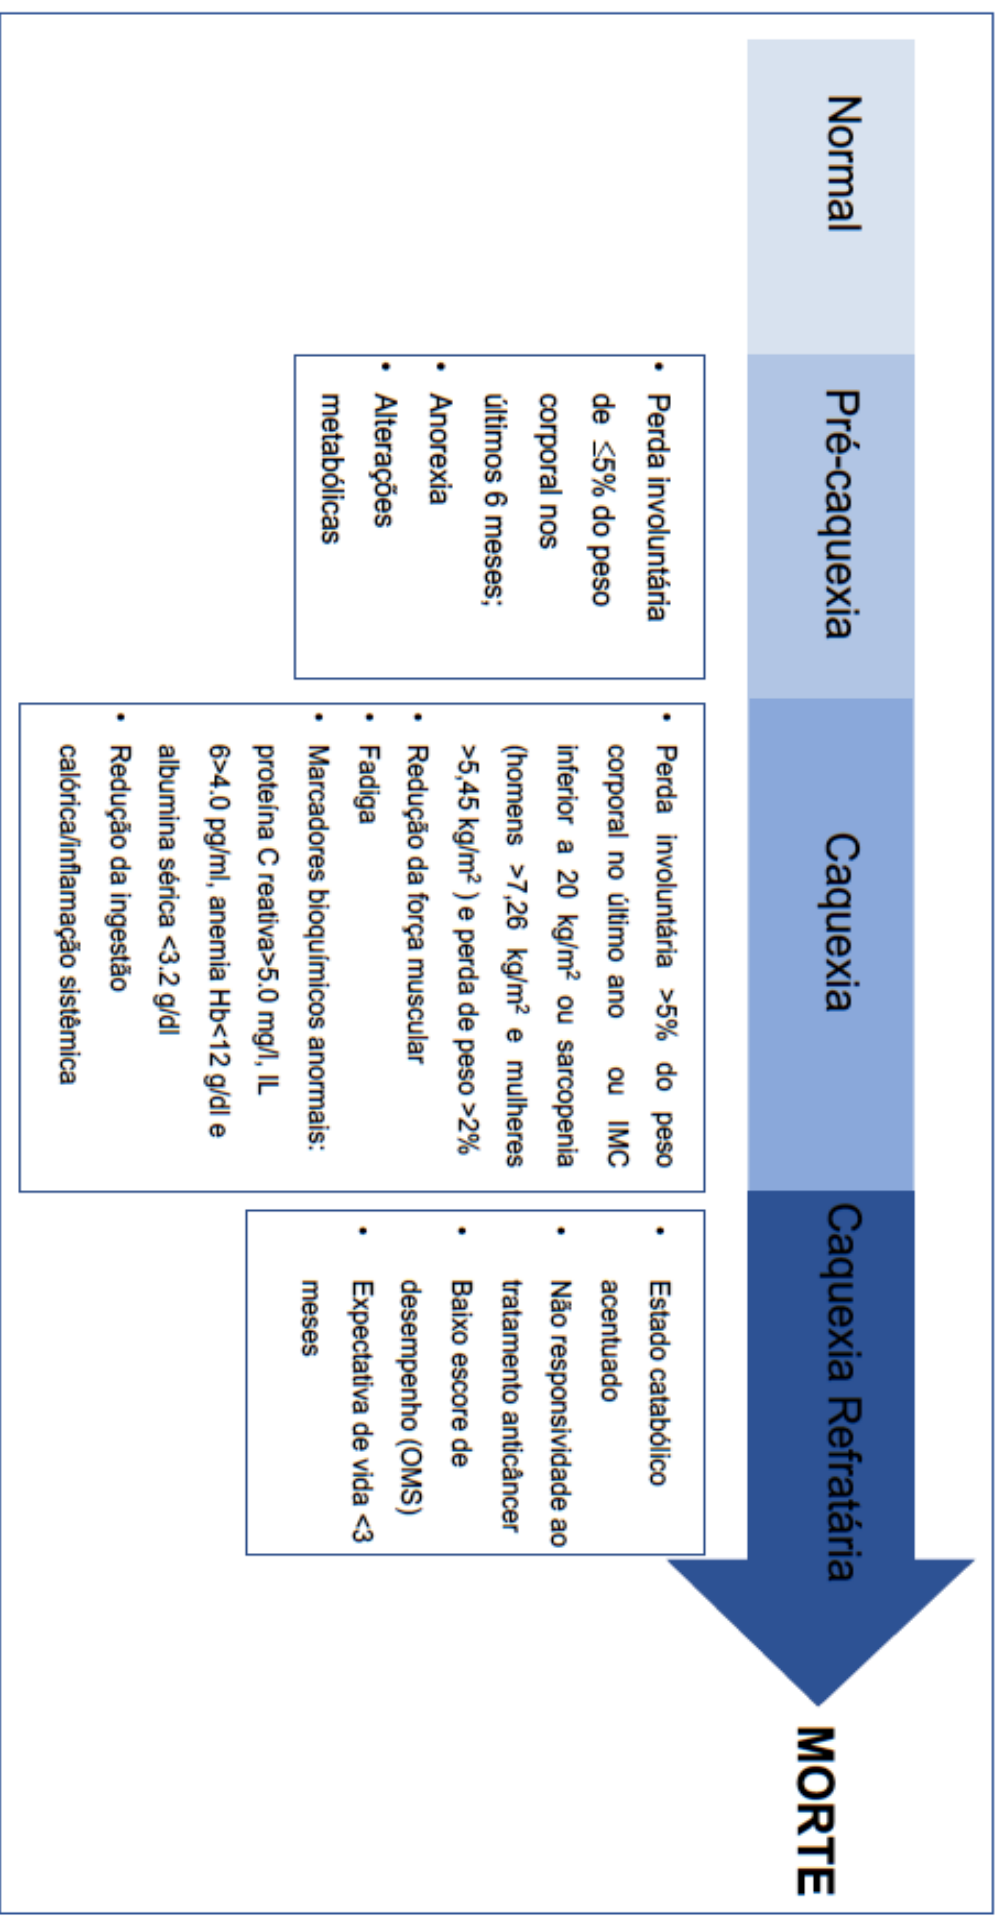 Normal
Pré-caquexia
Caquexia
Caquexia Refratária
MORTE
• Perda involuntária
de ≤5% do peso
corporal nos
últimos 6 meses;
• Anorexia
• Alterações
metabólicas
• Perda involuntária >5% do peso
corporal no último ano ou IMC
inferior a 20 kg/m² ou sarcopenia
(homens >7,26 kg/m² e mulheres
>5,45 kg/m² ) e perda de peso >2%
• Redução da força muscular
• Fadiga
• Marcadores bioquímicos anormais:
proteína C reativa>5.0 mg/l, IL
6>4.0 pg/ml, anemia Hb<12 g/dl e
albumina sérica <3.2 g/dl
• Redução da ingestão
calórica/inflamação sistêmica
• Estado catabólico
acentuado
• Não responsividade ao
tratamento anticâncer
• Baixo escore de
desempenho (OMS)
• Expectativa de vida <3
meses